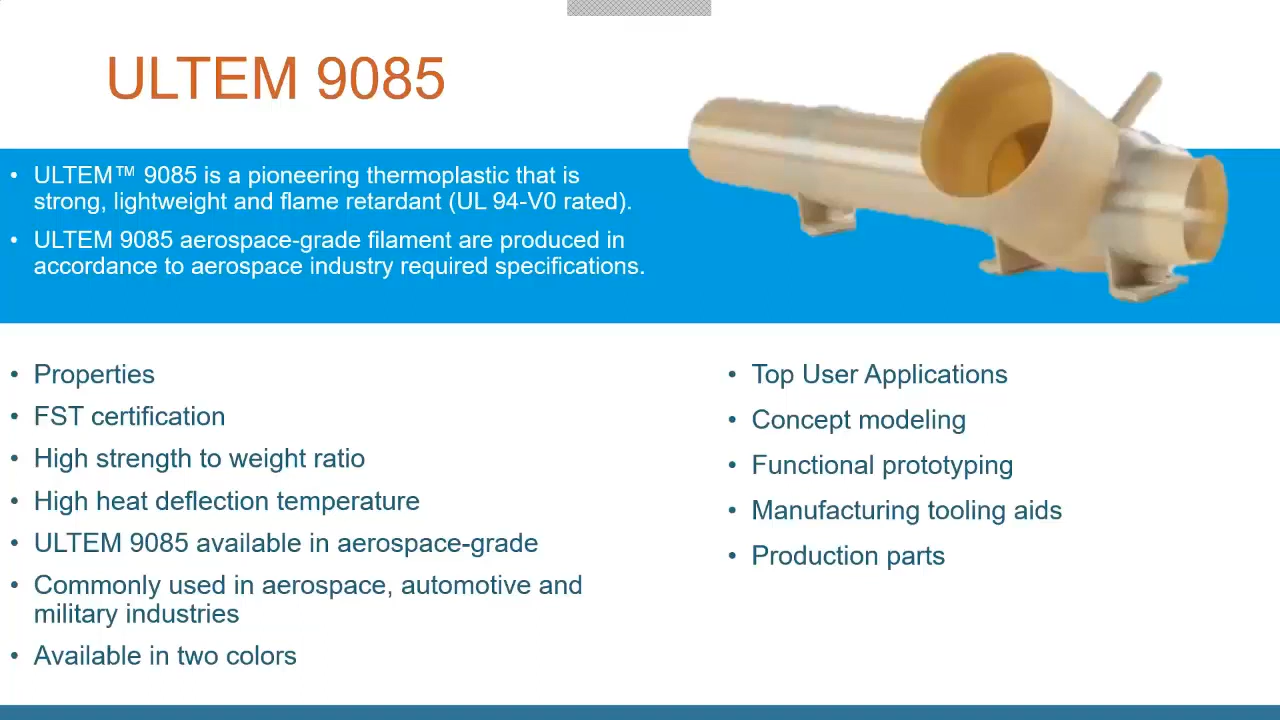 ULTEM 9085
• ULTEM™ 9085 is a pioneering thermoplastic that is
strong, lightweight and flame retardant (UL 94-V0 rated).
• ULTEM 9085 aerospace-grade filament are produced in
accordance to aerospace industry required specifications.
• Properties
• FST certification
• High strength to weight ratio
• High heat deflection temperature
• ULTEM 9085 available in aerospace-grade
• Commonly used in aerospace, automotive and
military industries
• Available in two colors
• Top User Applications
• Concept modeling
• Functional prototyping
• Manufacturing tooling aids
• Production parts